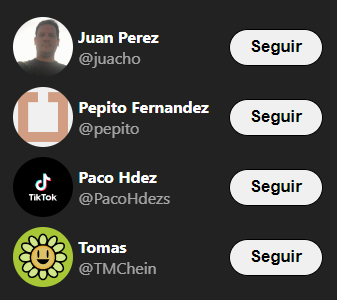 Juan Perez
@juacho
Seguir
Pepito Fernandez
@pepito
Seguir
TikTok
Paco Hdez
@PacoHdezs
Seguir
Tomas
@TMChein
Seguir